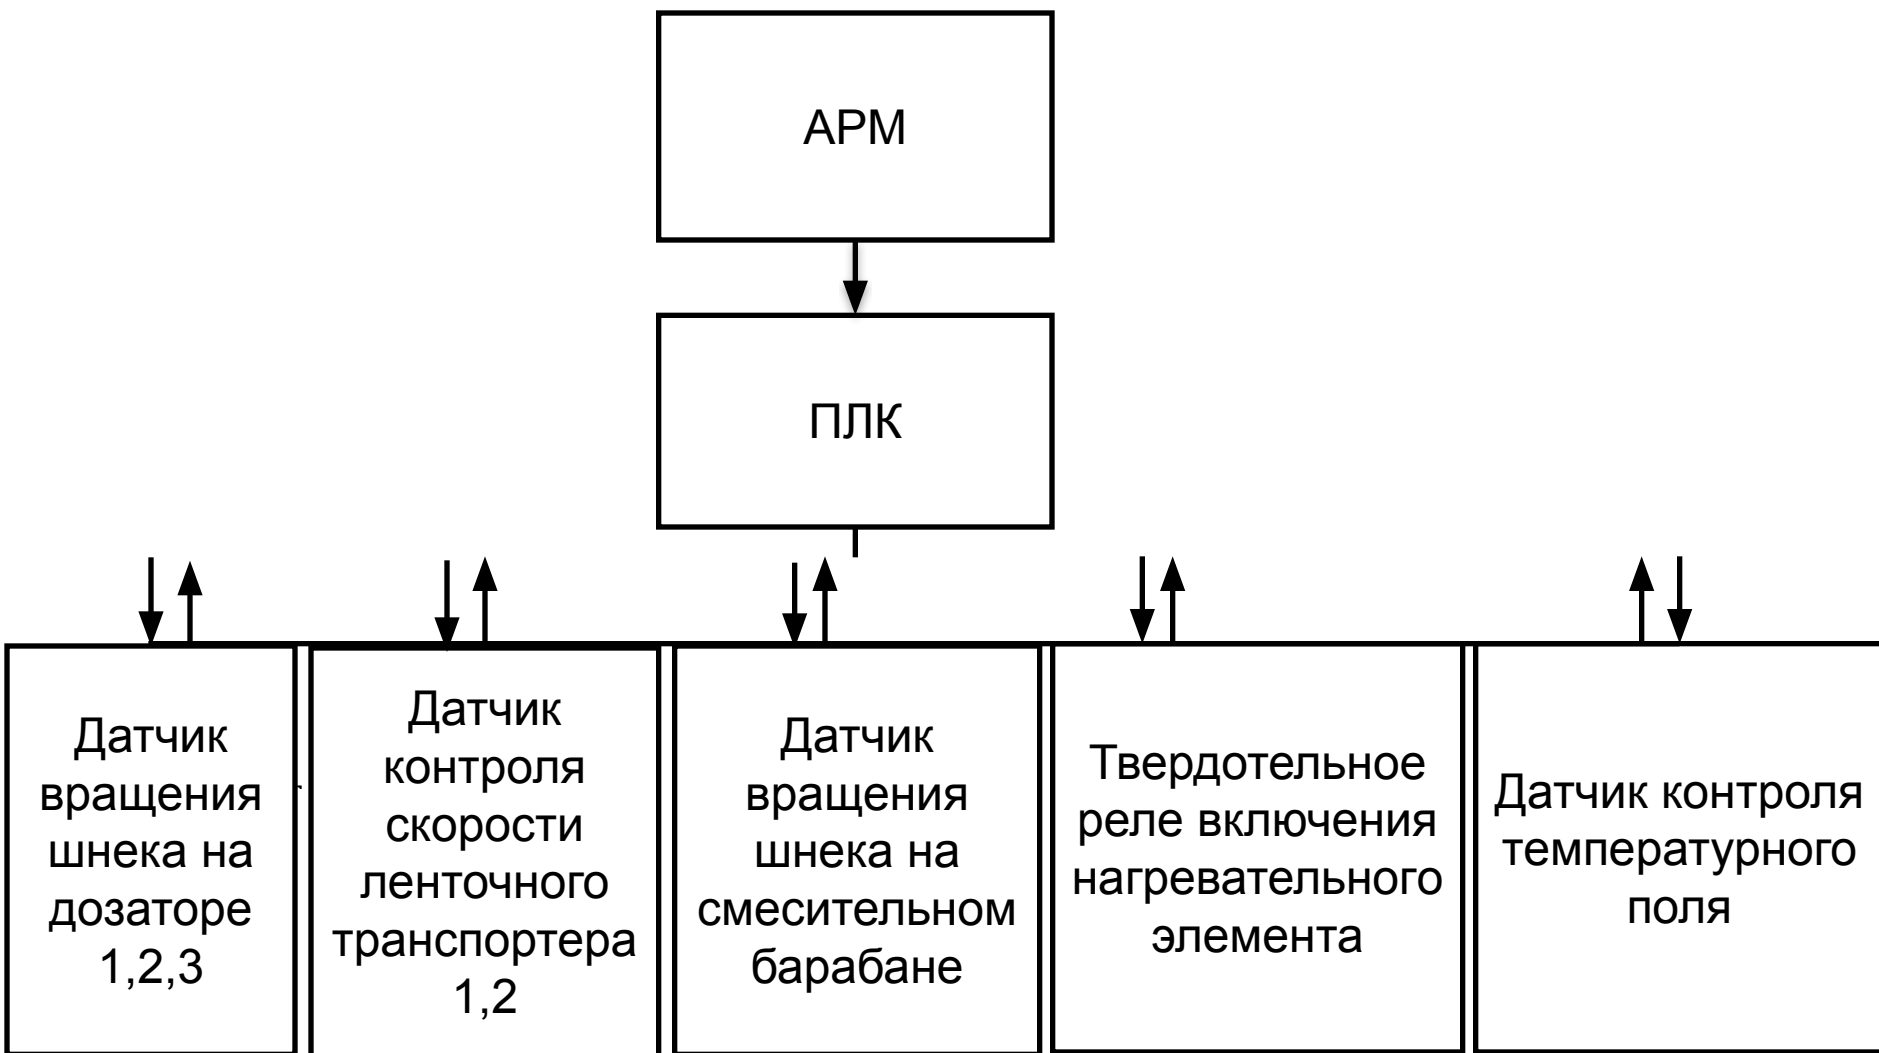 АРМ
ПЛК
Датчик
вращения
шнека на
дозаторе
1,2,3
Датчик
контроля
скорости
ленточного
транспортера
1,2
Датчик
вращения
шнека на
смесительном
барабане
Твердотельное
реле включения
нагревательного
элемента
Датчик контроля
температурного
поля